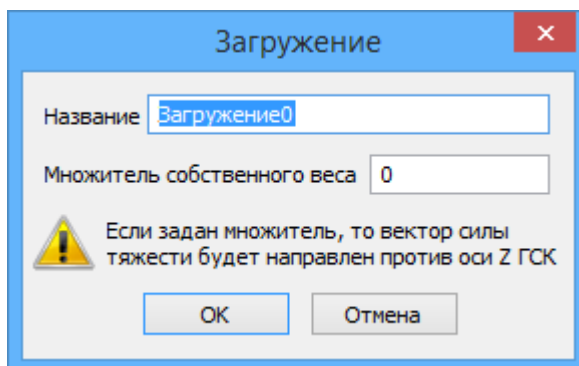 Загружение
Название Загружение0
Множитель собственного веса 0
Если задан множитель, то вектор силы
тяжести будет направлен против оси Z ГСК
ОК Отмена